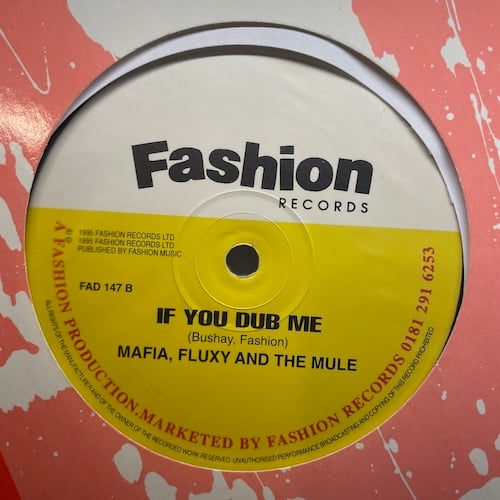 Fashion
RECORDS
℗ 1995 FASHION RECORDS LTD
© 1995 FASHION RECORDS LTD
PUBLISHED BY FASHION MUSIC
FAD 147 B
IF YOU DUB ME
(Bushay, Fashion)
MAFIA, FLUXY AND THE MULE
A FASHION PRODUCTION, MARKETED BY FASHION RECORDS 0181 291 6253
ALL RIGHTS OF THE MANUFACTURER AND OF THE OWNER OF THE RECORDED WORK RESERVED. UNAUTHORISED PERFORMANCE BROADCASTING AND COPYING OF THIS RECORD PROHIBITED.